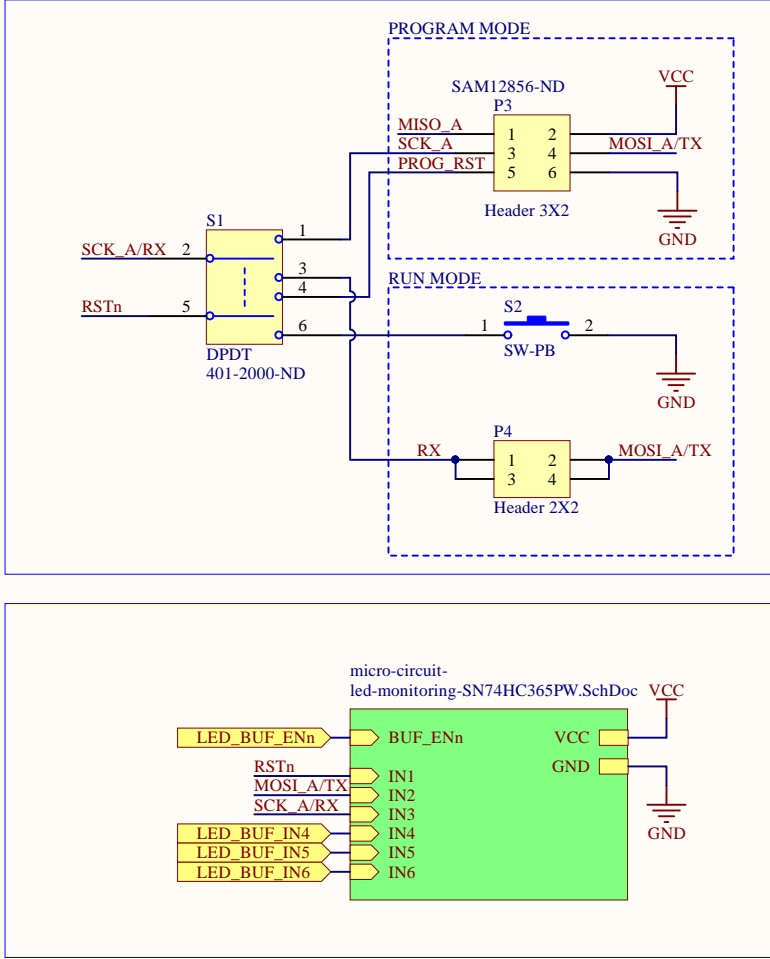 PROGRAM MODE
SAM12856-ND
P3
VCC
MISO_A
1 2
SCK_A
3 4
MOSI_A/TX
PROG_RST
5 6
Header 3X2
GND
S1
1
SCK_A/RX 2
3
4
RSTn 5
6
DPDT
401-2000-ND
RUN MODE
S2
1 2
SW-PB
GND
P4
RX
1 2
MOSI_A/TX
3 4
Header 2X2
micro-circuit-
led-monitoring-SN74HC365PW.SchDoc
VCC
LED_BUF_ENn BUF_ENn VCC
GND
RSTn IN1
MOSI_A/TX IN2
SCK_A/RX IN3
LED_BUF_IN4 IN4
LED_BUF_IN5 IN5
LED_BUF_IN6 IN6
GND